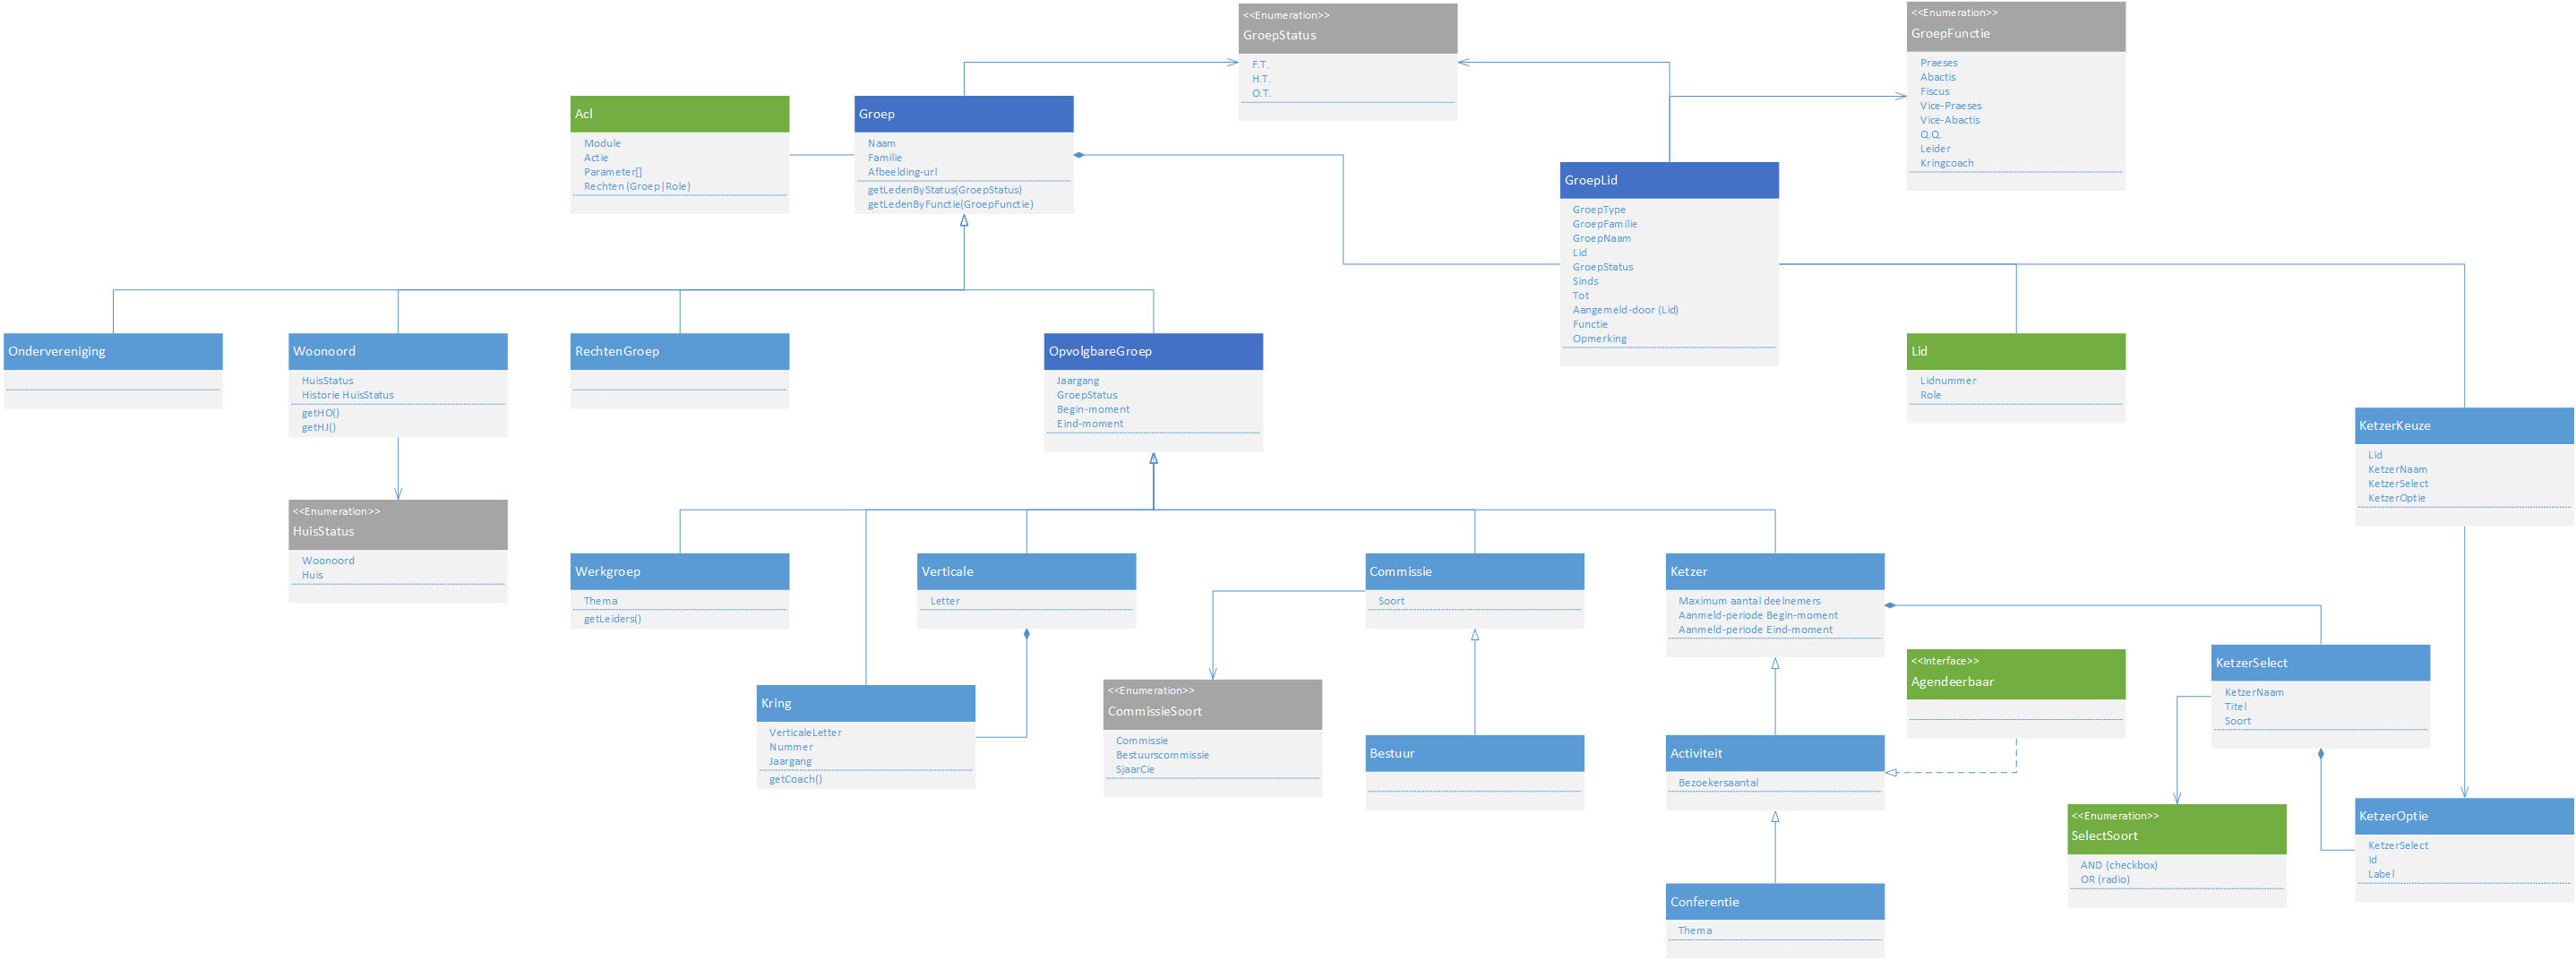 <<Enumeration>>
GroepStatus
F.T.
H.T.
O.T.
<<Enumeration>>
GroepFunctie
Praeses
Abactis
Fiscus
Vice-Praeses
Vice-Abactis
Q.Q.
Leider
Kringcoach
Acl
Module
Actie
Parameter[]
Rechten (Groep|Role)
Groep
Naam
Familie
Afbeelding-url
getLedenByStatus(GroepStatus)
getLedenByFunctie(GroepFunctie)
GroepLid
GroepType
GroepFamilie
GroepNaam
Lid
GroepStatus
Sinds
Tot
Aangemeld-door (Lid)
Functie
Opmerking
Ondervereniging
Woonoord
HuisStatus
Historie HuisStatus
getHO()
getHJ()
RechtenGroep
OpvolgbareGroep
Jaargang
GroepStatus
Begin-moment
Eind-moment
Lid
Lidnummer
Role
KetzerKeuze
Lid
KetzerNaam
KetzerSelect
KetzerOptie
<<Enumeration>>
HuisStatus
Woonoord
Huis
Werkgroep
Thema
getLeiders()
Verticale
Letter
Commissie
Soort
Ketzer
Maximum aantal deelnemers
Aanmeld-periode Begin-moment
Aanmeld-periode Eind-moment
<<Interface>>
Agendeerbaar
KetzerSelect
KetzerNaam
Titel
Soort
Kring
VerticaleLetter
Nummer
Jaargang
getCoach()
<<Enumeration>>
CommissieSoort
Commissie
Bestuurscommissie
SjaarCie
Bestuur
Activiteit
Bezoekersaantal
<<Enumeration>>
SelectSoort
AND (checkbox)
OR (radio)
KetzerOptie
KetzerSelect
Id
Label
Conferentie
Thema